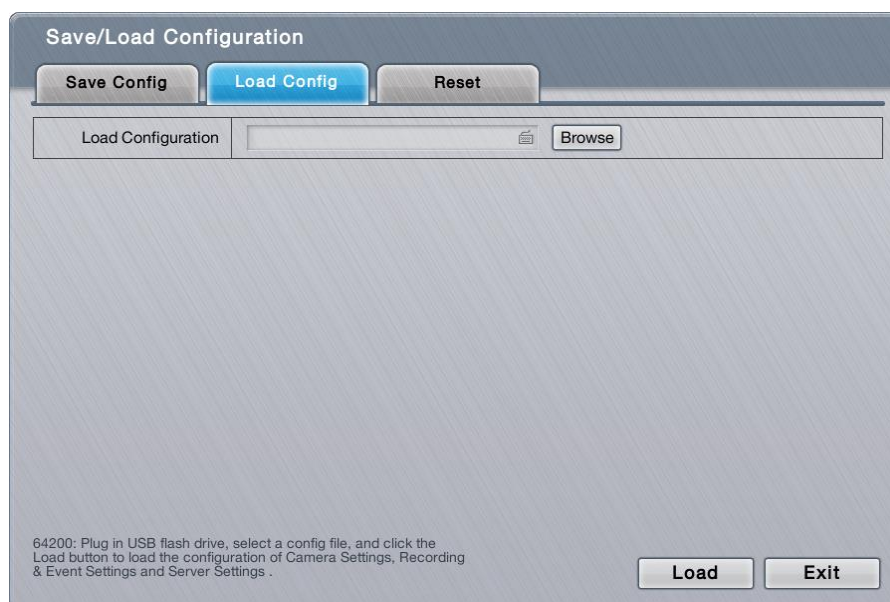 Save/Load Configuration
Save Config
Load Config
Reset
Load Configuration
Browse
64200: Plug in USB flash drive, select a config file, and click the
Load button to load the configuration of Camera Settings, Recording
& Event Settings and Server Settings .
Load
Exit